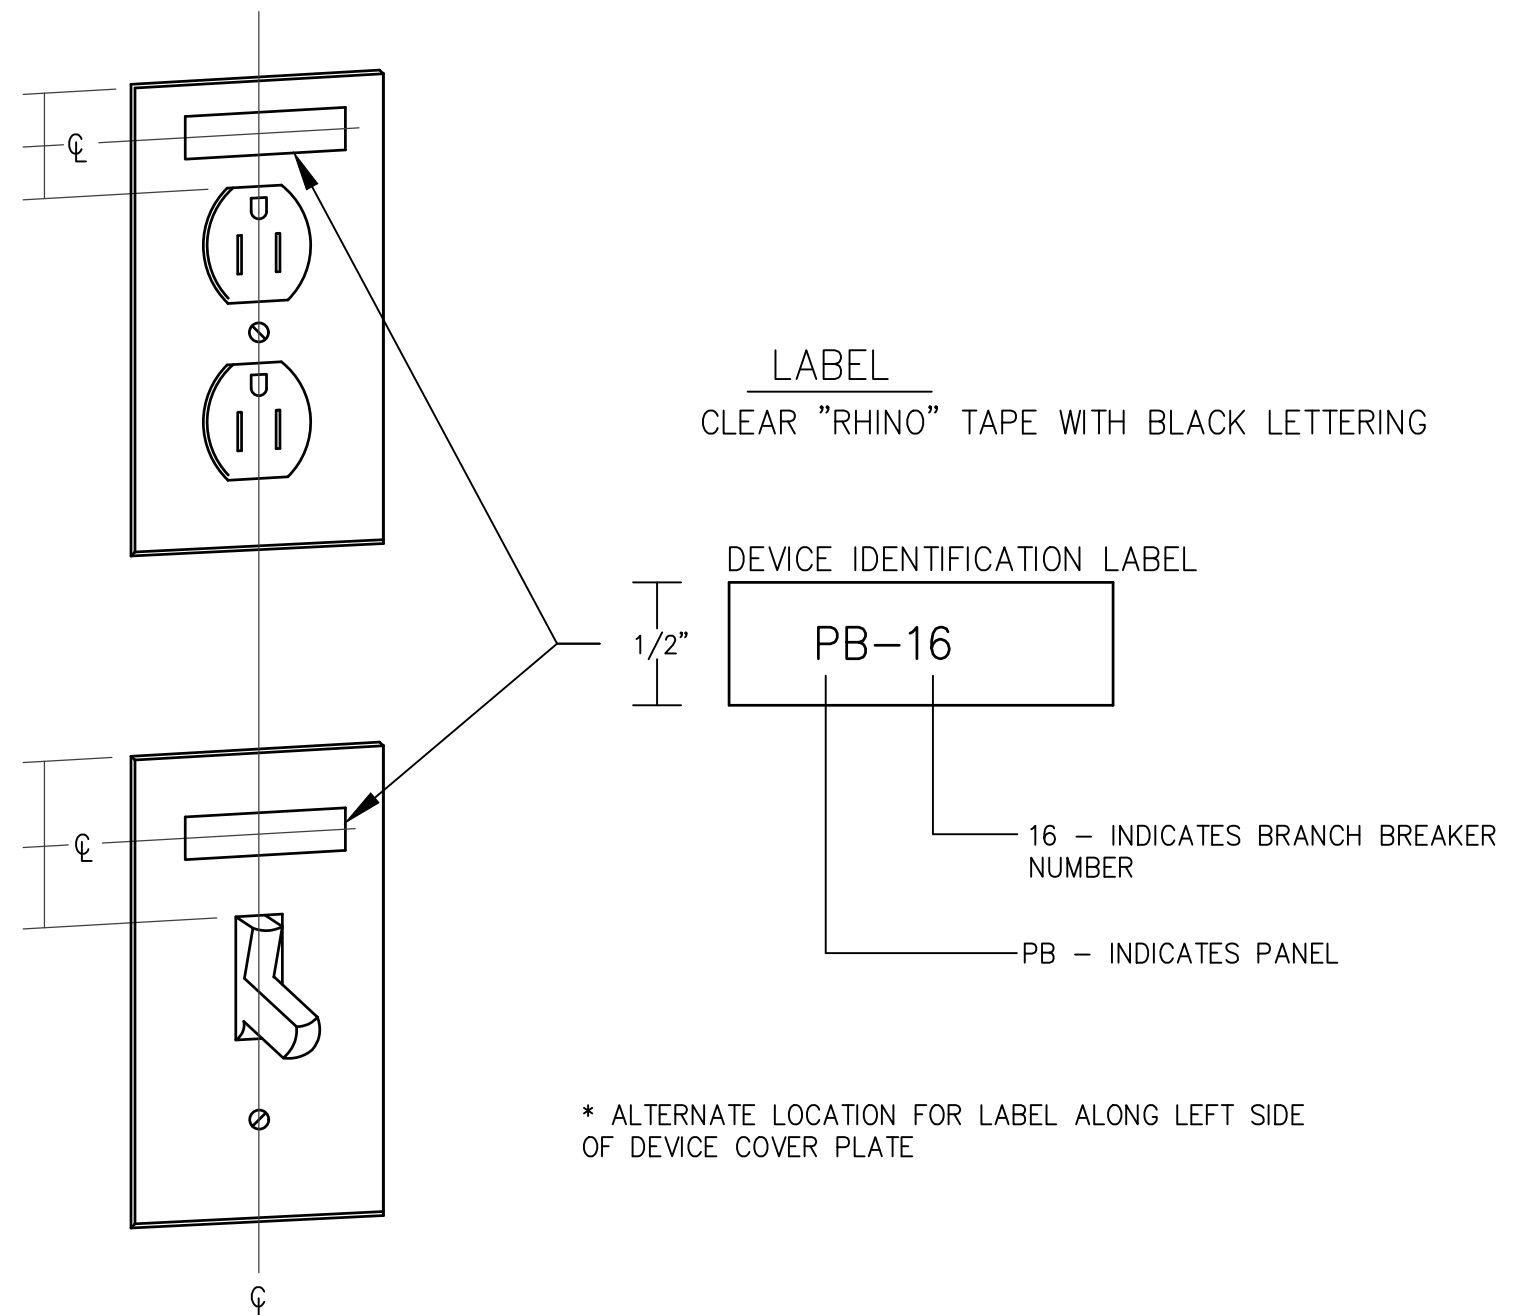 ℄
LABEL
CLEAR "RHINO" TAPE WITH BLACK LETTERING
DEVICE IDENTIFICATION LABEL
1/2"
PB-16
℄
16 - INDICATES BRANCH BREAKER
NUMBER
PB - INDICATES PANEL
* ALTERNATE LOCATION FOR LABEL ALONG LEFT SIDE
OF DEVICE COVER PLATE
℄